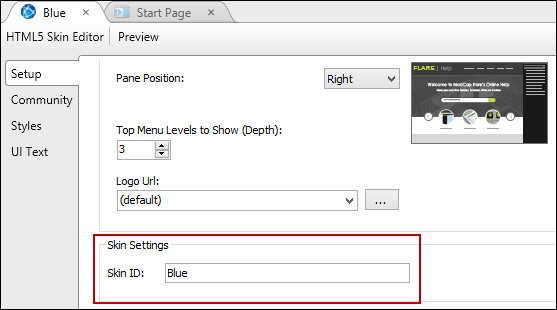 Blue
Start Page
HTML5 Skin Editor
Preview
Setup
Community
Styles
UI Text
Pane Position:
Right
FLARE
Help
Welcome To MadCap Flare's Online Help
Top Menu Levels to Show (Depth):
3
Logo Url:
(default)
...
Skin Settings
Skin ID:
Blue